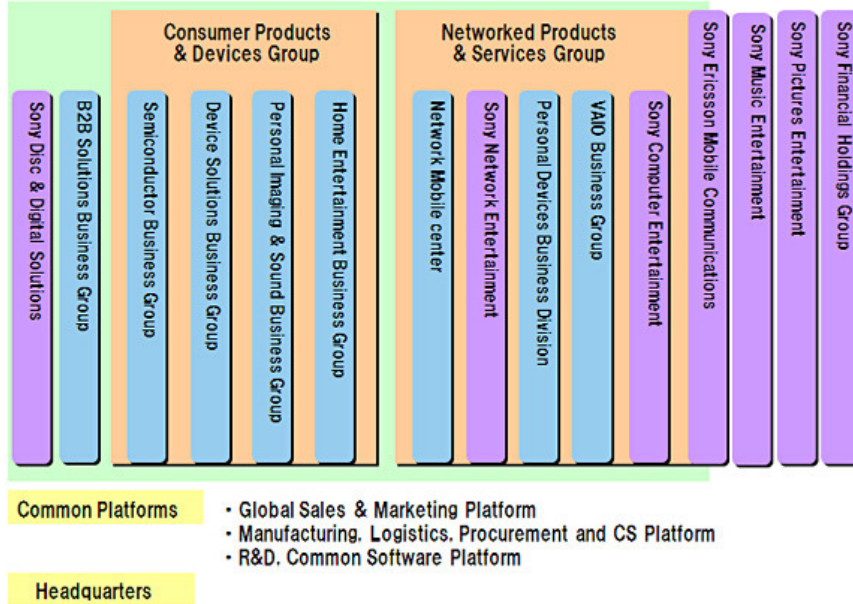 Consumer Products
& Devices Group
Networked Products
& Services Group
Sony Disc & Digital Solutions
B2B Solutions Business Group
Semiconductor Business Group
Device Solutions Business Group
Personal Imaging & Sound Business Group
Home Entertainment Business Group
Network Mobile center
Sony Network Entertainment
Personal Devices Business Division
VAIO Business Group
Sony Computer Entertainment
Sony Ericsson Mobile Communications
Sony Music Entertainment
Sony Pictures Entertainment
Sony Financial Holdings Group
Common Platforms
・Global Sales & Marketing Platform
・Manufacturing, Logistics, Procurement and CS Platform
・R&D, Common Software Platform
Headquarters